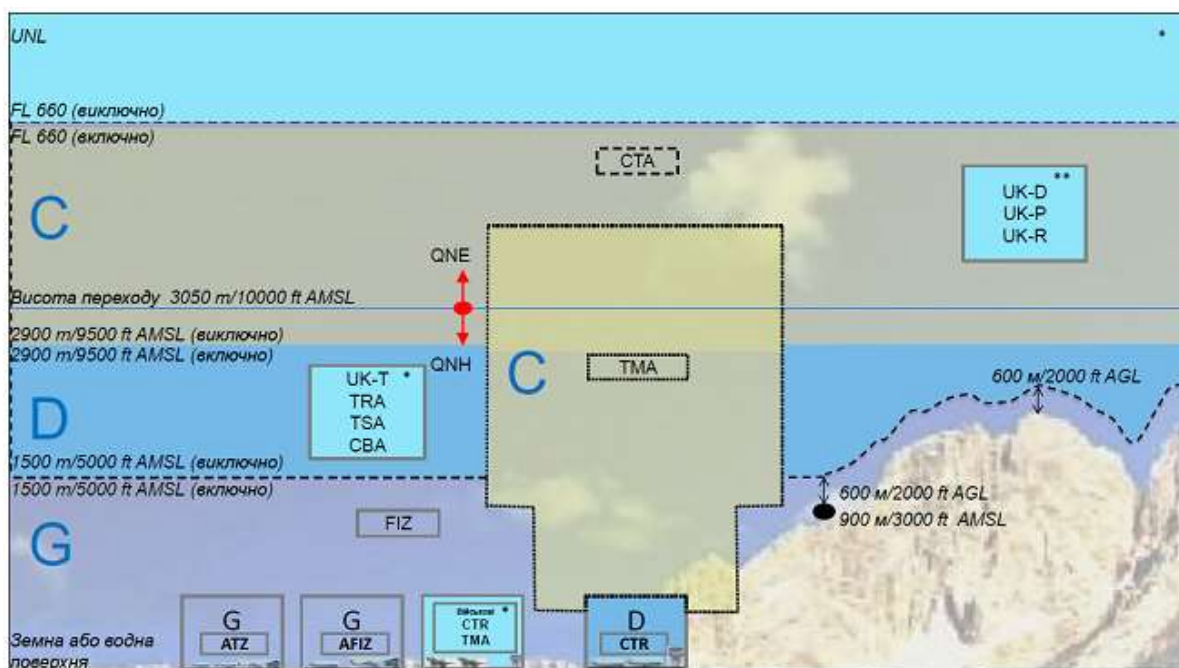 UNL
*
FL 660 (виключно)
FL 660 (включно)
CTA
C
UK-D **
UK-P
UK-R
QNE
Висота переходу 3050 m/10000 ft AMSL
2900 m/9500 ft AMSL (виключно)
2900 m/9500 ft AMSL (включно)
QNH
C
TMA
600 м/2000 ft AGL
UK-T *
TRA
TSA
CBA
D
1500 m/5000 ft AMSL (виключно)
1500 m/5000 ft AMSL (включно)
600 м/2000 ft AGL
900 м/3000 ft AMSL
FIZ
G
G
ATZ
G
AFIZ
Військові *
CTR
TMA
D
CTR
Земна або водна
поверхня